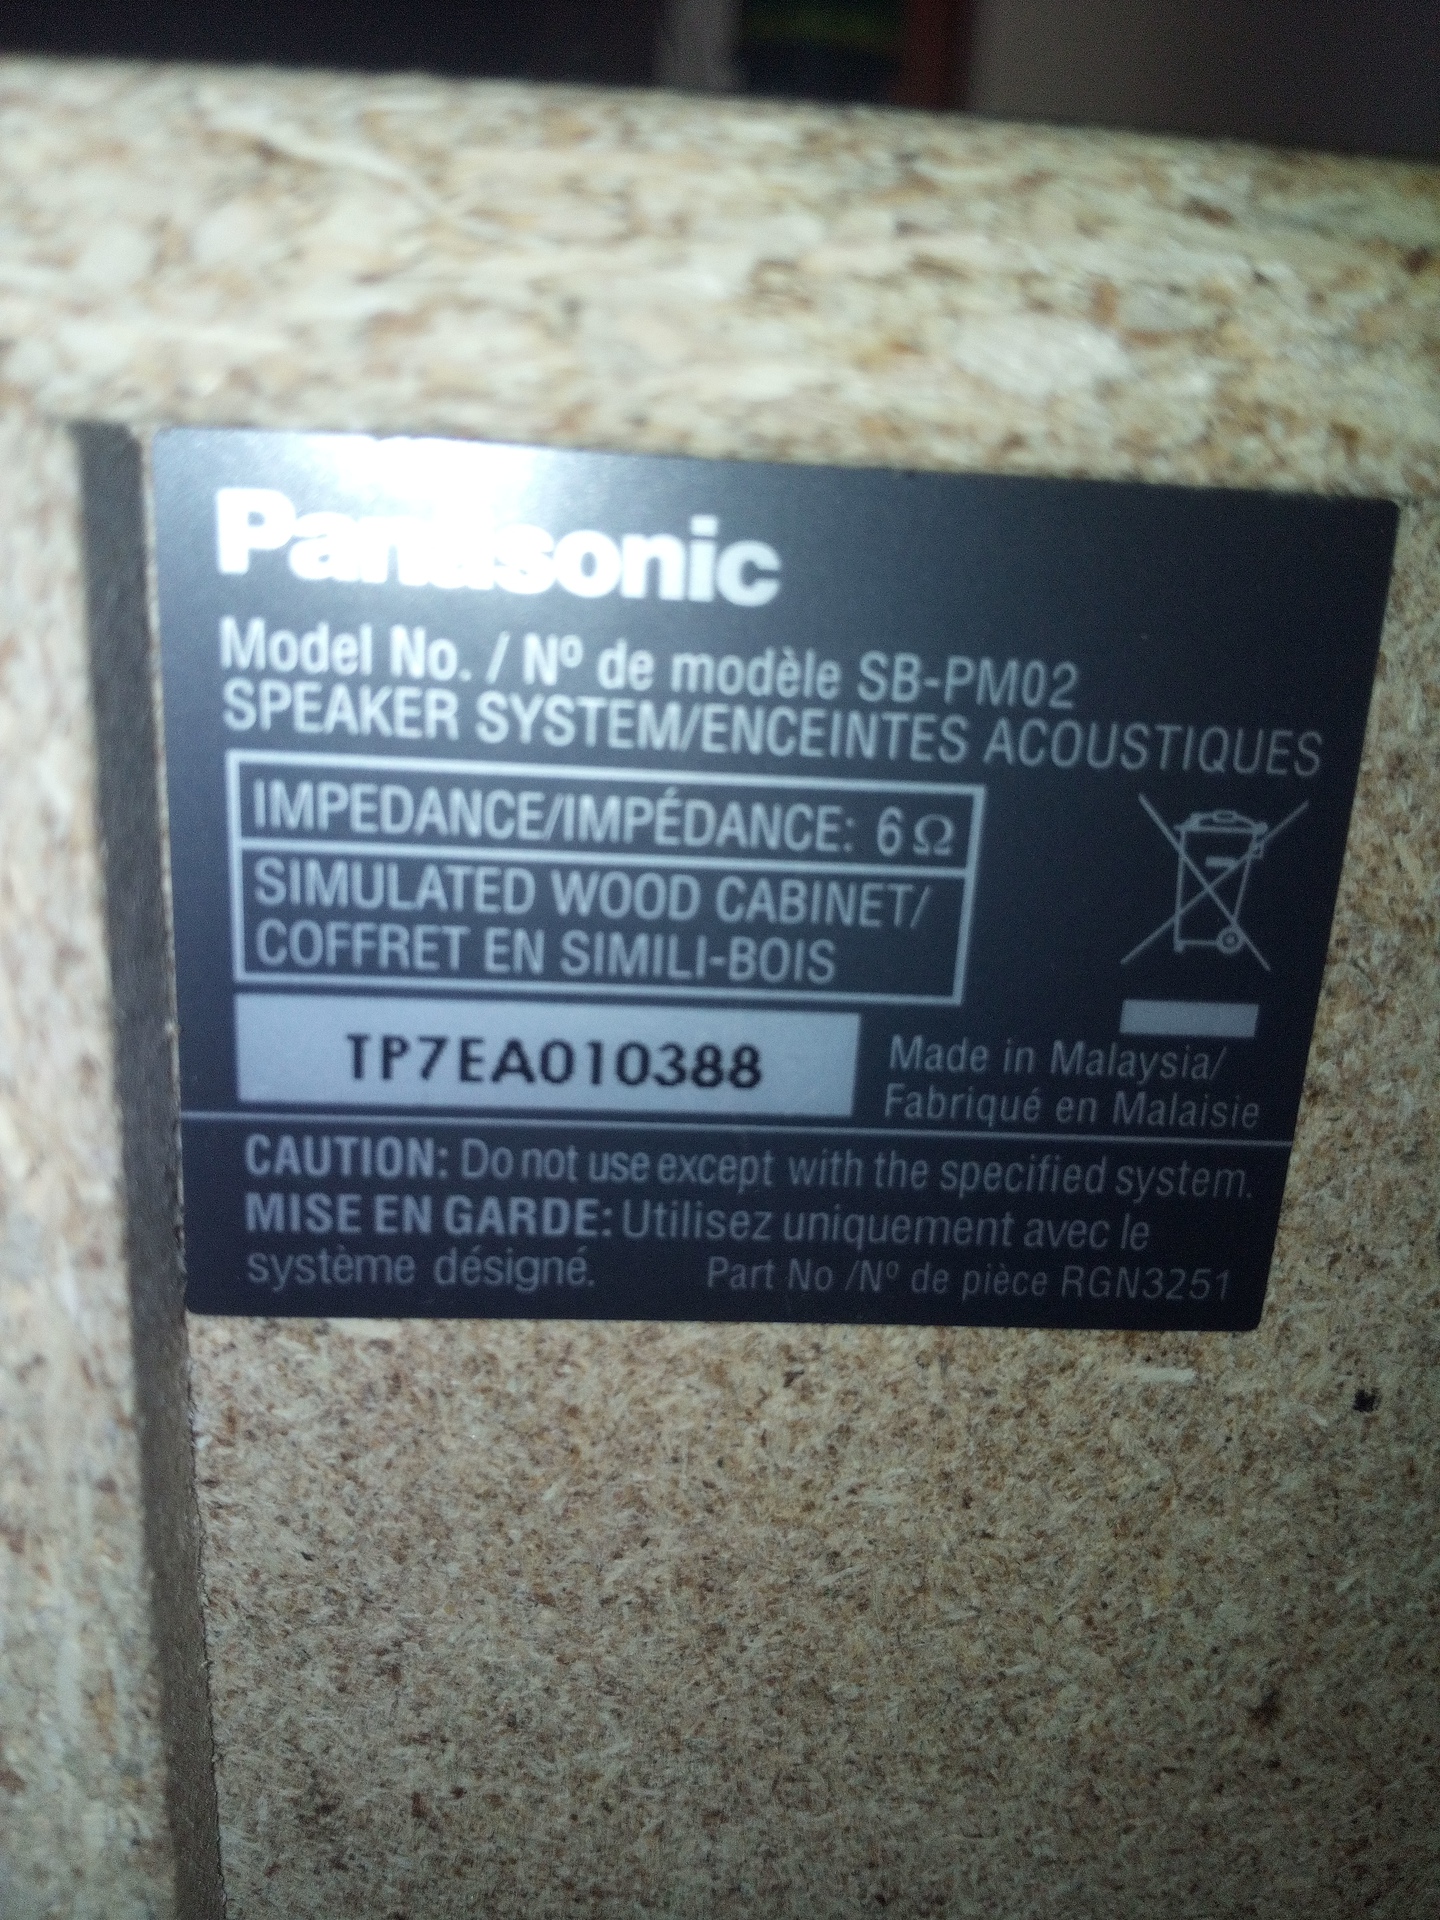 Panasonic
Model No. / Nº de modèle SB-PM02
SPEAKER SYSTEM/ENCEINTES ACOUSTIQUES
IMPEDANCE/IMPÉDANCE: 6 Ω
SIMULATED WOOD CABINET/
COFFRET EN SIMILI-BOIS
TP7EA010388
Made in Malaysia/
Fabriqué en Malaisie
CAUTION: Do not use except with the specified system.
MISE EN GARDE: Utilisez uniquement avec le
système désigné.
Part No /Nº de pièce RGN3251